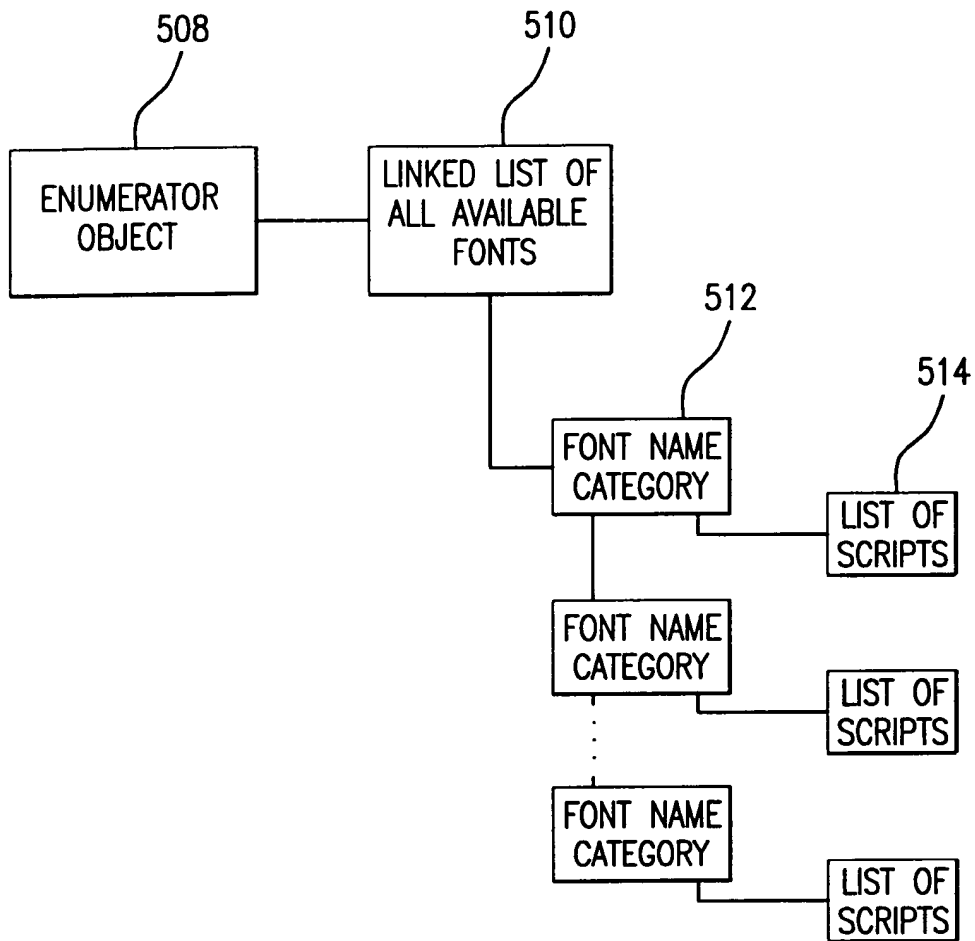 508
510
ENUMERATOR
OBJECT
LINKED LIST OF
ALL AVAILABLE
FONTS
512
514
FONT NAME
CATEGORY
LIST OF
SCRIPTS
FONT NAME
CATEGORY
LIST OF
SCRIPTS
FONT NAME
CATEGORY
LIST OF
SCRIPTS